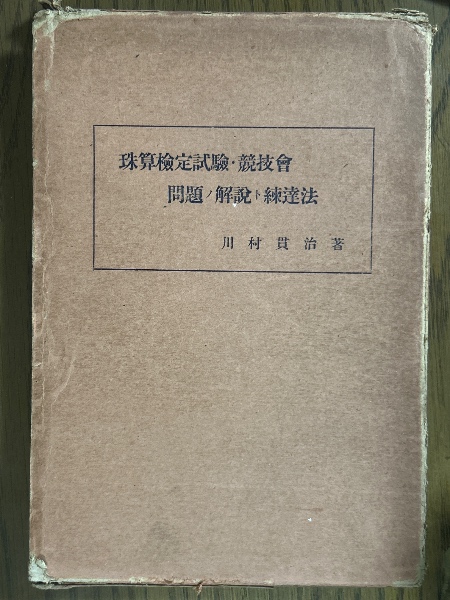 珠算檢定試驗・競技會
問題ノ解說ト練達法
川村貫治著